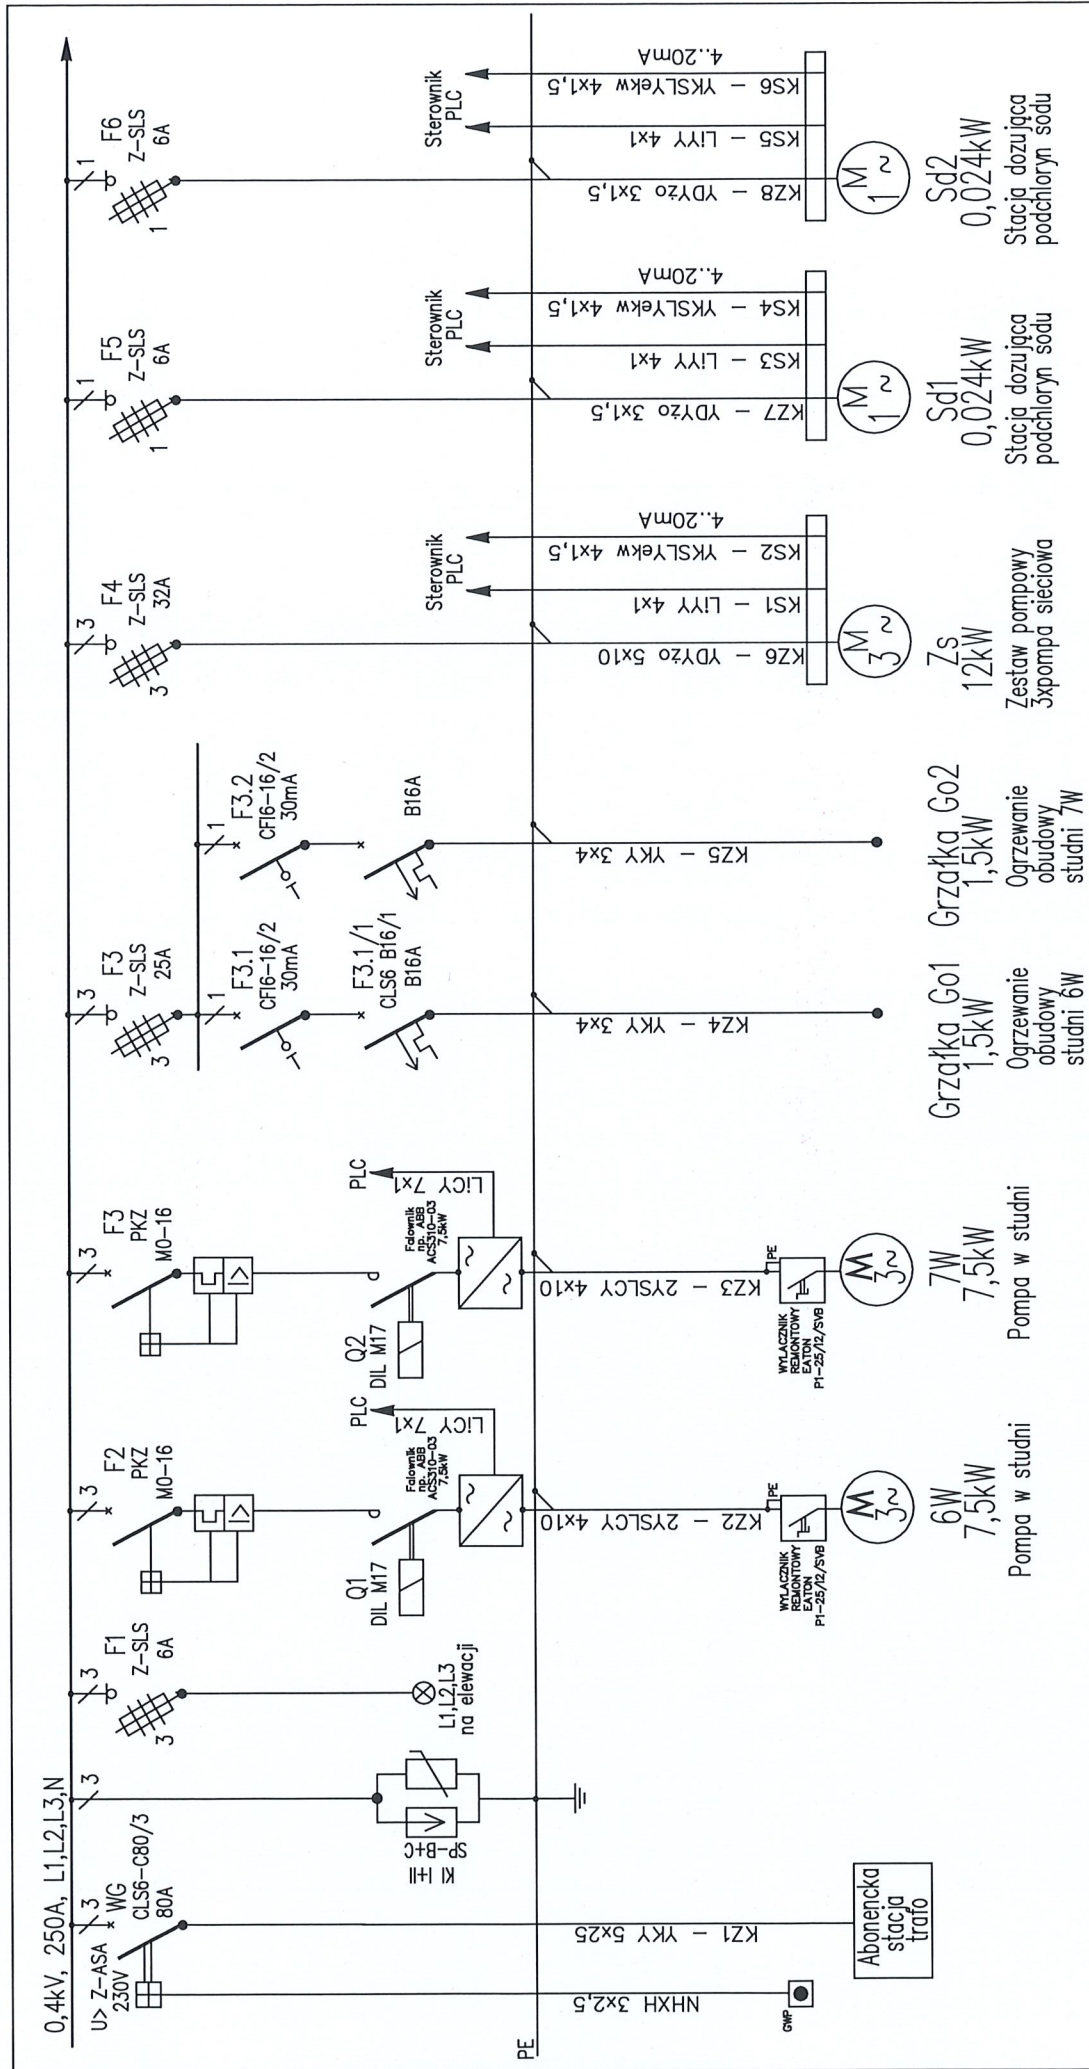 0,4kV, 250A, L1,L2,L3,N
3
WG
CLS6-C80/3
80A
U> Z-ASA
230V
NHXH 3x2,5
GWP
KZ1 - YKY 5x25
Abonencka
stacja
trafo
PE
3
KI I+II
SP-B+C
3
F1
Z-SLS
6A
3
L1,L2,L3
na elewacji
3
F2
PKZ
M0-16
I>
Q1
DIL M17
Falownik
np. ABB
ACS310-03
7,5kW
~
~
PLC
LiCY 7x1
KZ2 - 2YSLCY 4x10
PE
WYLACZNIK
REMONTOWY
EATON
P1-25/12/SVB
M
3~
6W
7,5kW
Pompa w studni
3
F3
PKZ
M0-16
I>
Q2
DIL M17
Falownik
np. ABB
ACS310-03
7,5kW
~
~
PLC
LiCY 7x1
KZ3 - 2YSLCY 4x10
PE
WYLACZNIK
REMONTOWY
EATON
P1-25/12/SVB
M
3~
7W
7,5kW
Pompa w studni
3
F3
Z-SLS
25A
3
1
F3.1
CFI6-16/2
30mA
F3.1/1
CLS6 B16/1
B16A
KZ4 - YKY 3x4
Grzałka Go1
1,5kW
Ogrzewanie
obudowy
studni 6W
1
F3.2
CFI6-16/2
30mA
B16A
KZ5 - YKY 3x4
Grzałka Go2
1,5kW
Ogrzewanie
obudowy
studni 7W
3
F4
Z-SLS
32A
3
Sterownik
PLC
KZ6 - YDYżo 5x10
KS1 - LiYY 4x1
KS2 - YKSLYekw 4x1,5
4..20mA
M
3~
Zs
12kW
Zestaw pompowy
3xpompa sieciowa
1
F5
Z-SLS
6A
1
Sterownik
PLC
KZ7 - YDYżo 3x1,5
KS3 - LiYY 4x1
KS4 - YKSLYekw 4x1,5
4..20mA
M
1~
Sd1
0,024kW
Stacja dozująca
podchloryn sodu
1
F6
Z-SLS
6A
1
Sterownik
PLC
KZ8 - YDYżo 3x1,5
KS5 - LiYY 4x1
KS6 - YKSLYekw 4x1,5
4..20mA
M
1~
Sd2
0,024kW
Stacja dozująca
podchloryn sodu